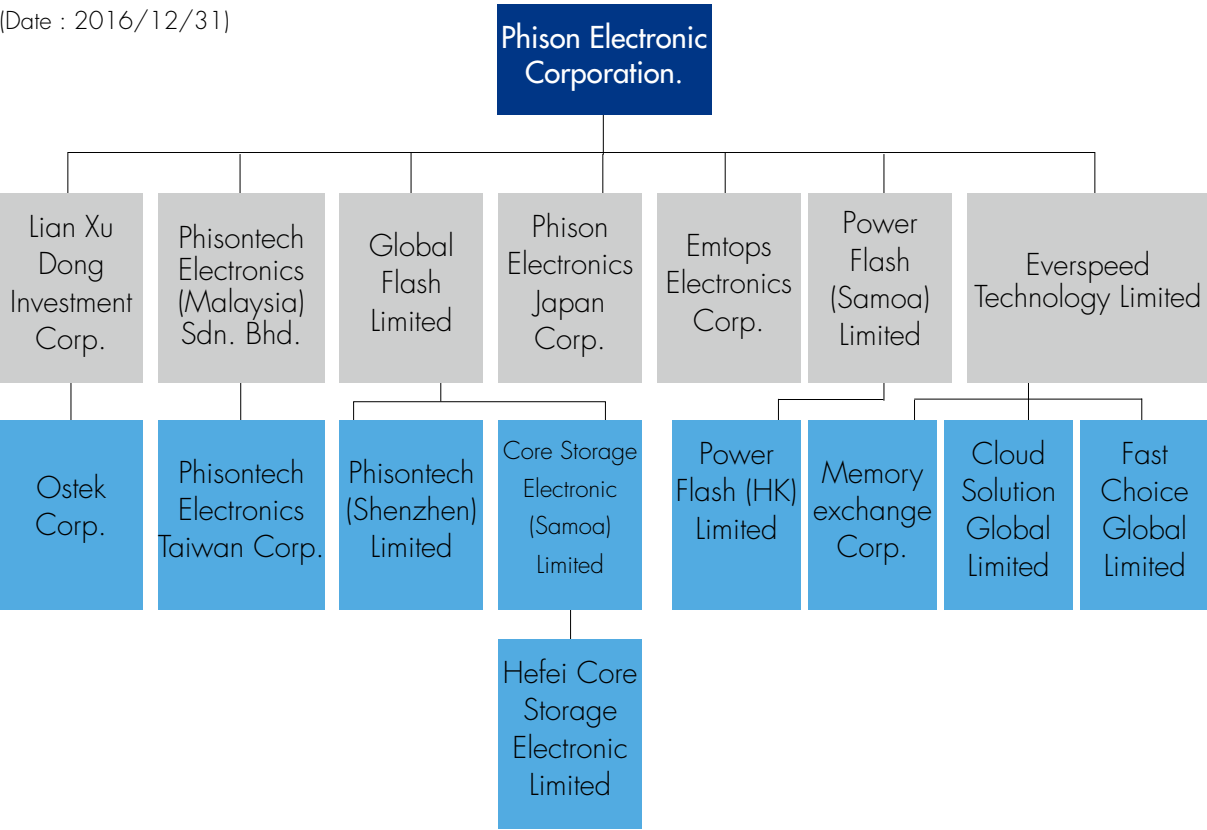 (Date : 2016/12/31)
Phison Electronic
Corporation.
Lian Xu
Dong
Investment
Corp.
Phisontech
Electronics
(Malaysia)
Sdn. Bhd.
Global
Flash
Limited
Phison
Electronics
Japan
Corp.
Emtops
Electronics
Corp.
Power
Flash
(Samoa)
Limited
Everspeed
Technology Limited
Ostek
Corp.
Phisontech
Electronics
Taiwan Corp.
Phisontech
(Shenzhen)
Limited
Core Storage
Electronic
(Samoa)
Limited
Power
Flash (HK)
Limited
Memory
exchange
Corp.
Cloud
Solution
Global
Limited
Fast
Choice
Global
Limited
Hefei Core
Storage
Electronic
Limited